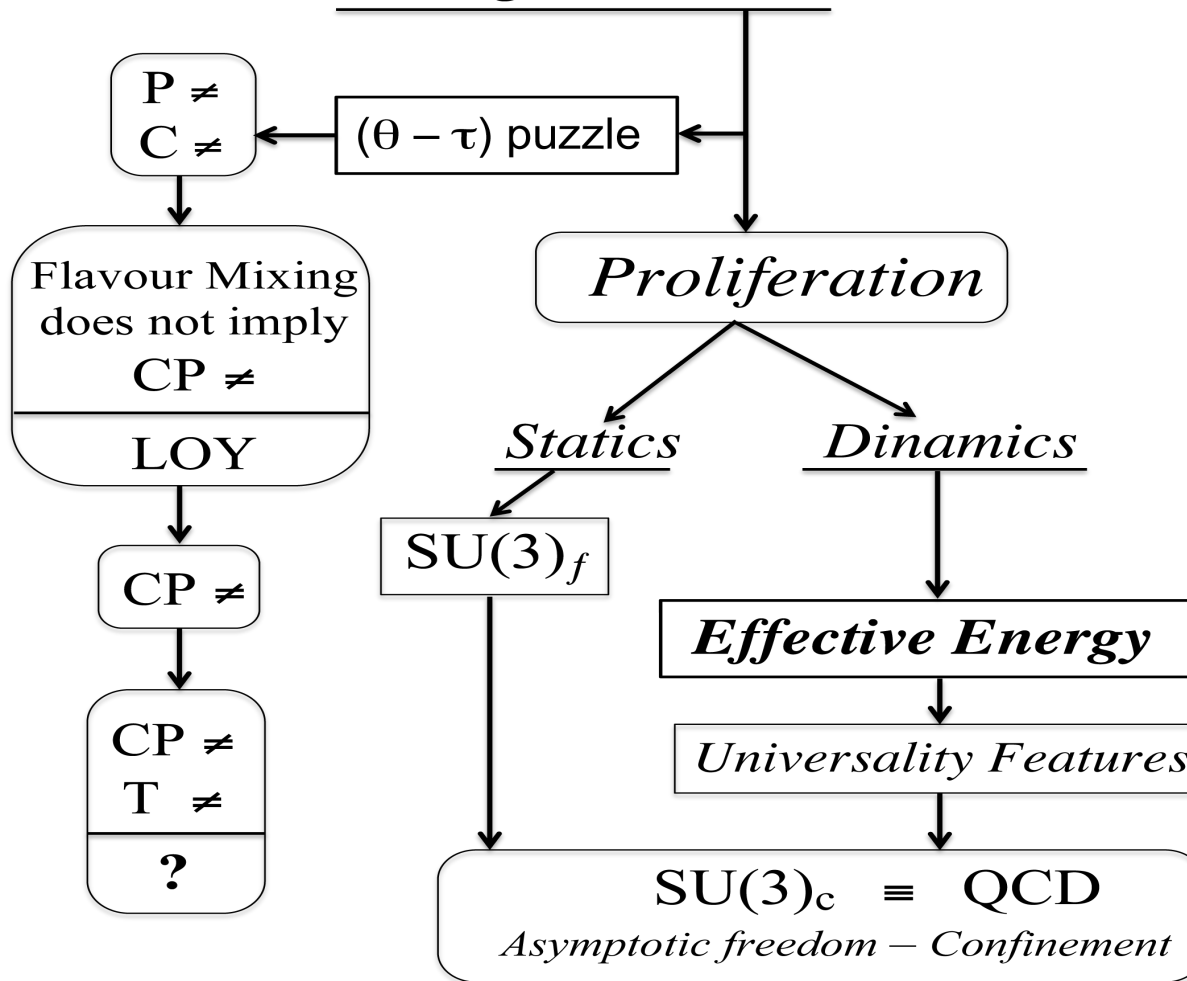 P ≠
C ≠
(θ – τ) puzzle
Flavour Mixing
does not imply
CP ≠
LOY
Proliferation
Statics
Dinamics
SU(3)f
CP ≠
Effective Energy
CP ≠
T ≠
?
Universality Features
SU(3)c ≡ QCD
Asymptotic freedom – Confinement